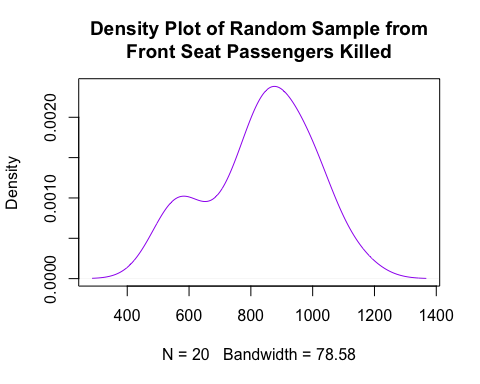 Density Plot of Random Sample from
Front Seat Passengers Killed
Density
0.0020
0.0010
0.0000
400 600 800 1000 1200 1400
N = 20 Bandwidth = 78.58